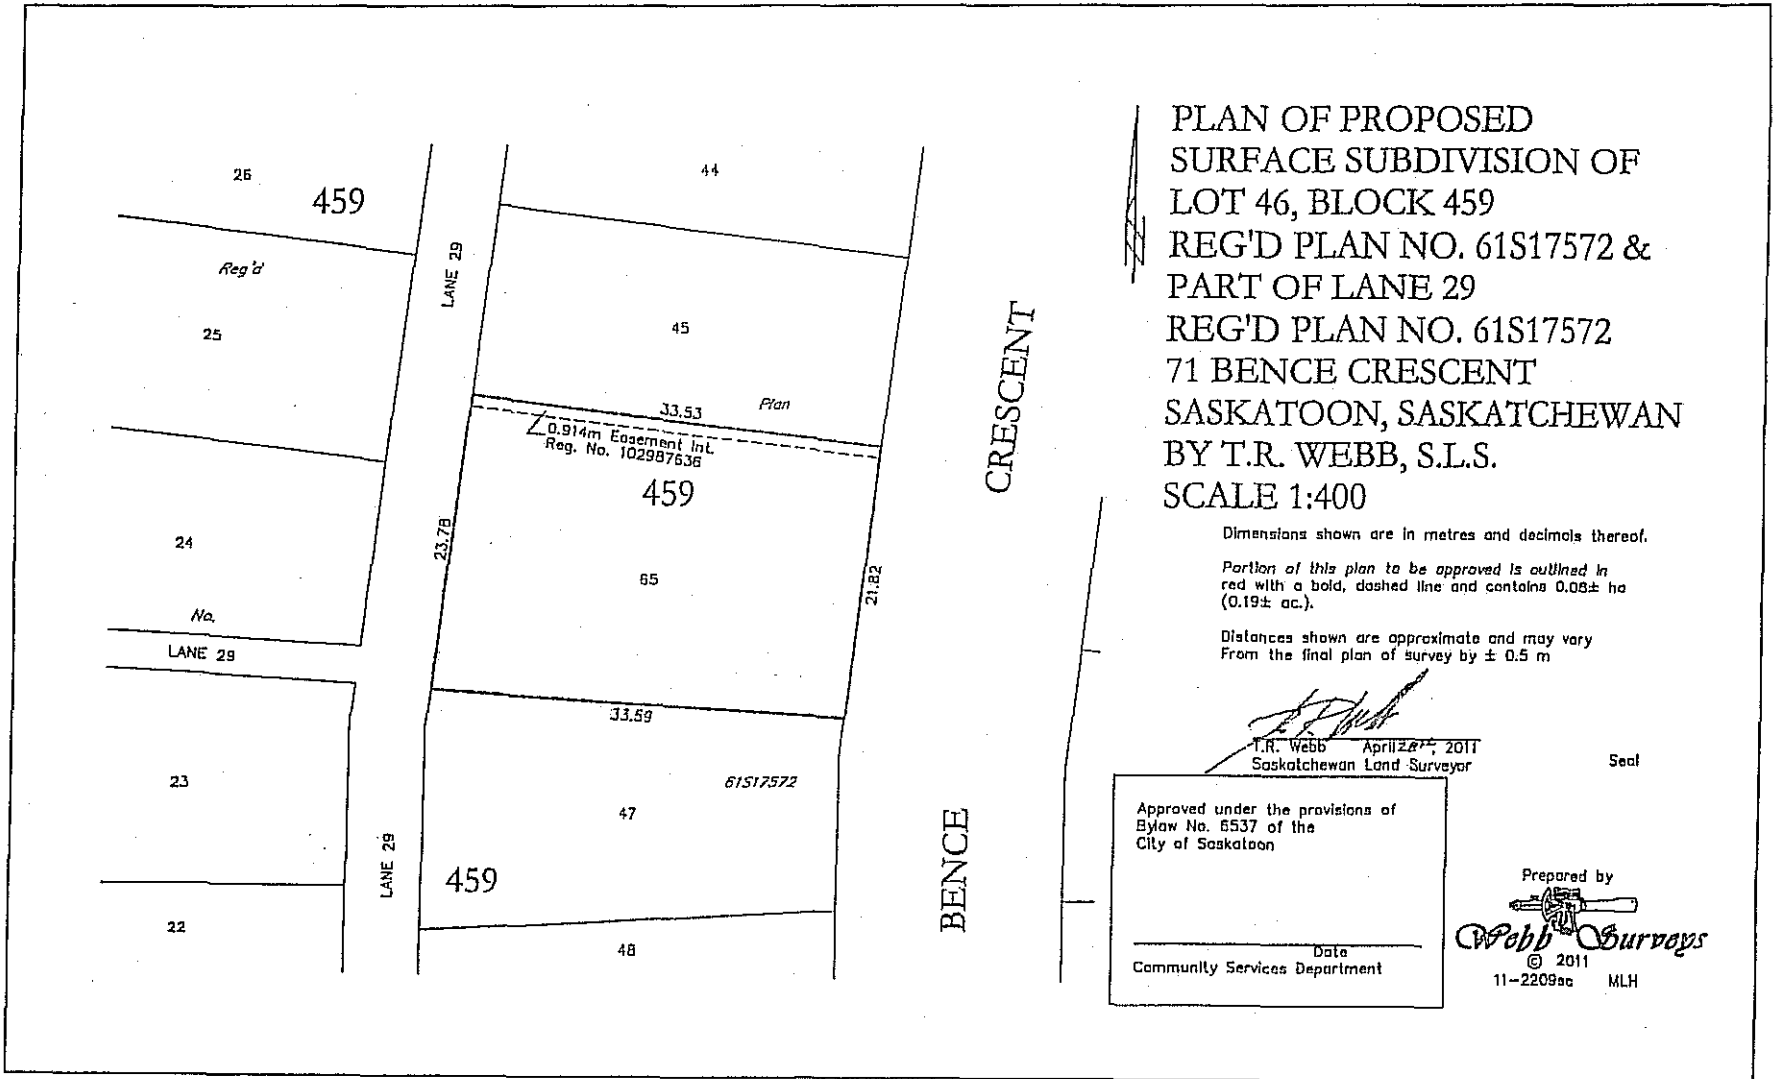 PLAN OF PROPOSED
SURFACE SUBDIVISION OF
LOT 46, BLOCK 459
REG'D PLAN NO. 61S17572 &
PART OF LANE 29
REG'D PLAN NO. 61S17572
71 BENCE CRESCENT
SASKATOON, SASKATCHEWAN
BY T.R. WEBB, S.L.S.
SCALE 1:400
Dimensions shown are in metres and decimals thereof.
Portion of this plan to be approved is outlined in
red with a bold, dashed line and contains 0.08± ha
(0.19± ac.).
Distances shown are approximate and may vary
From the final plan of survey by ± 0.5 m
T.R. Webb April 2011
Saskatchewan Land Surveyor
Seal
Approved under the provisions of
Bylaw No. 6537 of the
City of Saskatoon
Date
Community Services Department
Prepared by
Webb Surveys
© 2011
11-2209sc MLH
26
459
44
LANE 29
Reg'd
25
45
33.53
Plan
0.914m Easement Int.
Reg. No. 102987636
459
CRESCENT
24
23.78
65
21.82
No.
LANE 29
33.59
23
61S17572
47
LANE 29
459
BENCE
22
48